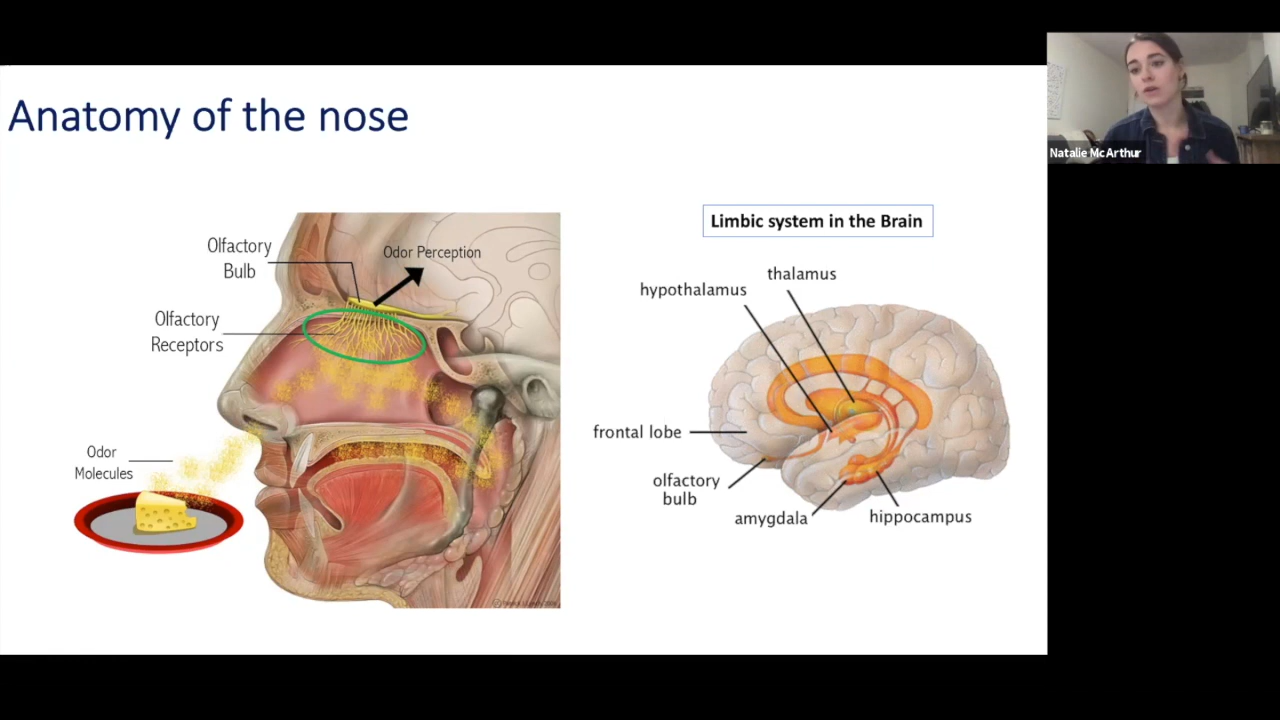 Anatomy of the nose
Natalie McArthur
Olfactory
Bulb
Odor Perception
Olfactory
Receptors
Odor
Molecules
Limbic system in the Brain
thalamus
hypothalamus
frontal lobe
olfactory
bulb
amygdala
hippocampus